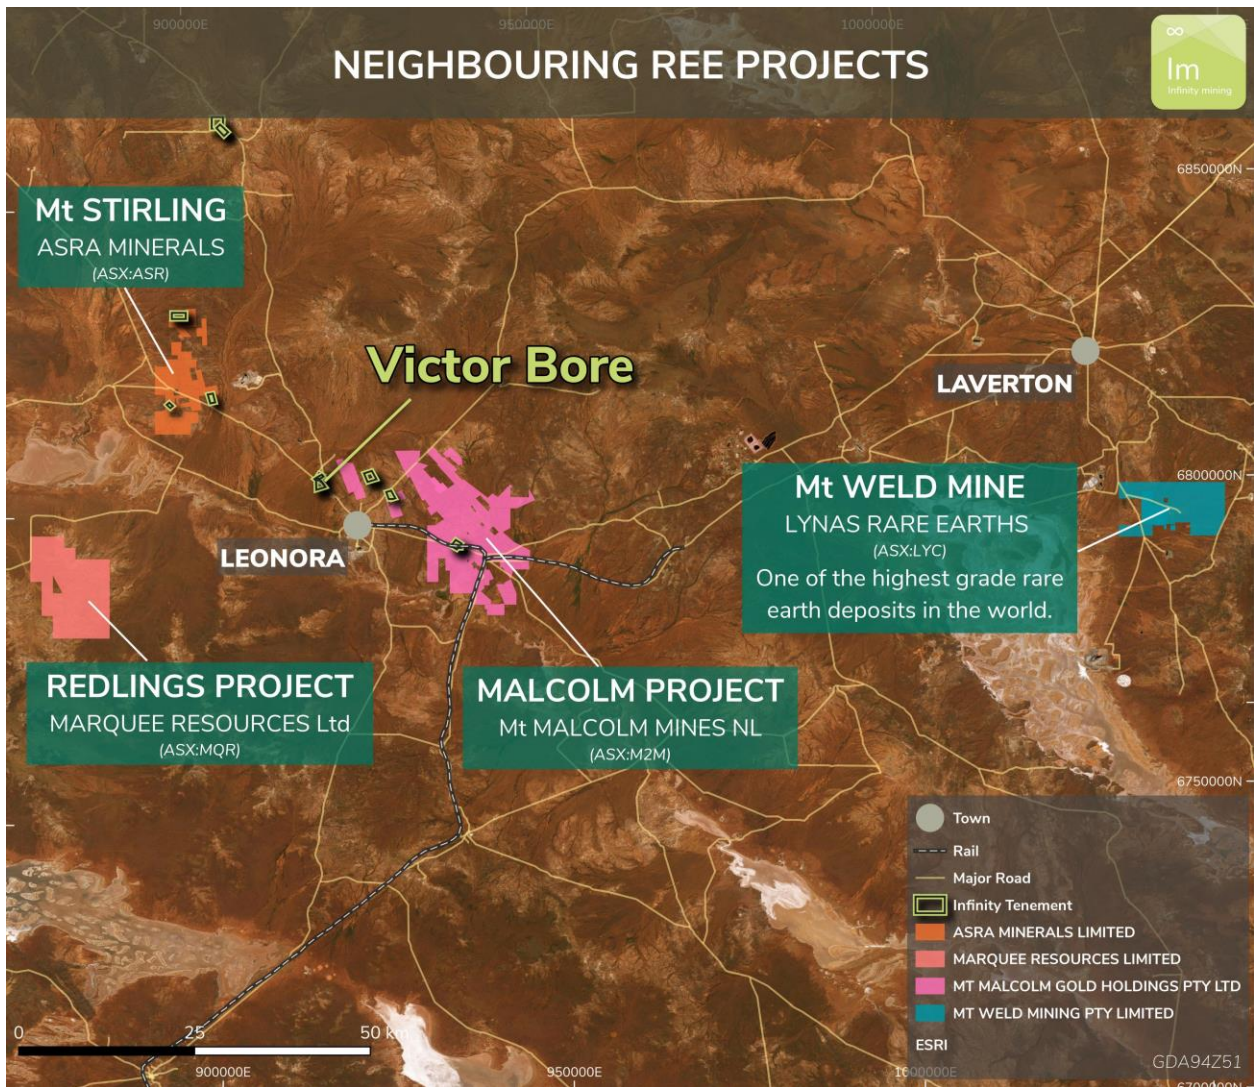 900000E 950000E 1000000E
NEIGHBOURING REE PROJECTS
∞
Im
Infinity mining
6850000N
Mt STIRLING
ASRA MINERALS
(ASX:ASR)
Victor Bore
LAVERTON
6800000N
Mt WELD MINE
LYNAS RARE EARTHS
(ASX:LYC)
One of the highest grade rare
earth deposits in the world.
LEONORA
REDLINGS PROJECT
MARQUEE RESOURCES Ltd
(ASX:MQR)
MALCOLM PROJECT
Mt MALCOLM MINES NL
(ASX:M2M)
6750000N
Town
Rail
Major Road
Infinity Tenement
ASRA MINERALS LIMITED
MARQUEE RESOURCES LIMITED
MT MALCOLM GOLD HOLDINGS PTY LTD
MT WELD MINING PTY LIMITED
ESRI
GDA94Z51
0 25 50 km
900000E 950000E 1000000E
6700000N